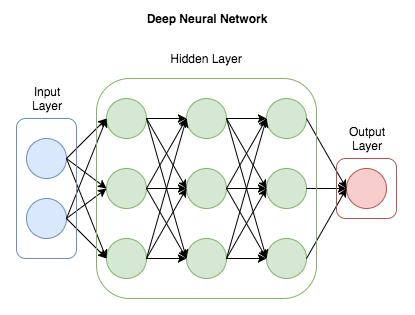 Deep Neural Network
Hidden Layer
Input
Layer
Output
Layer